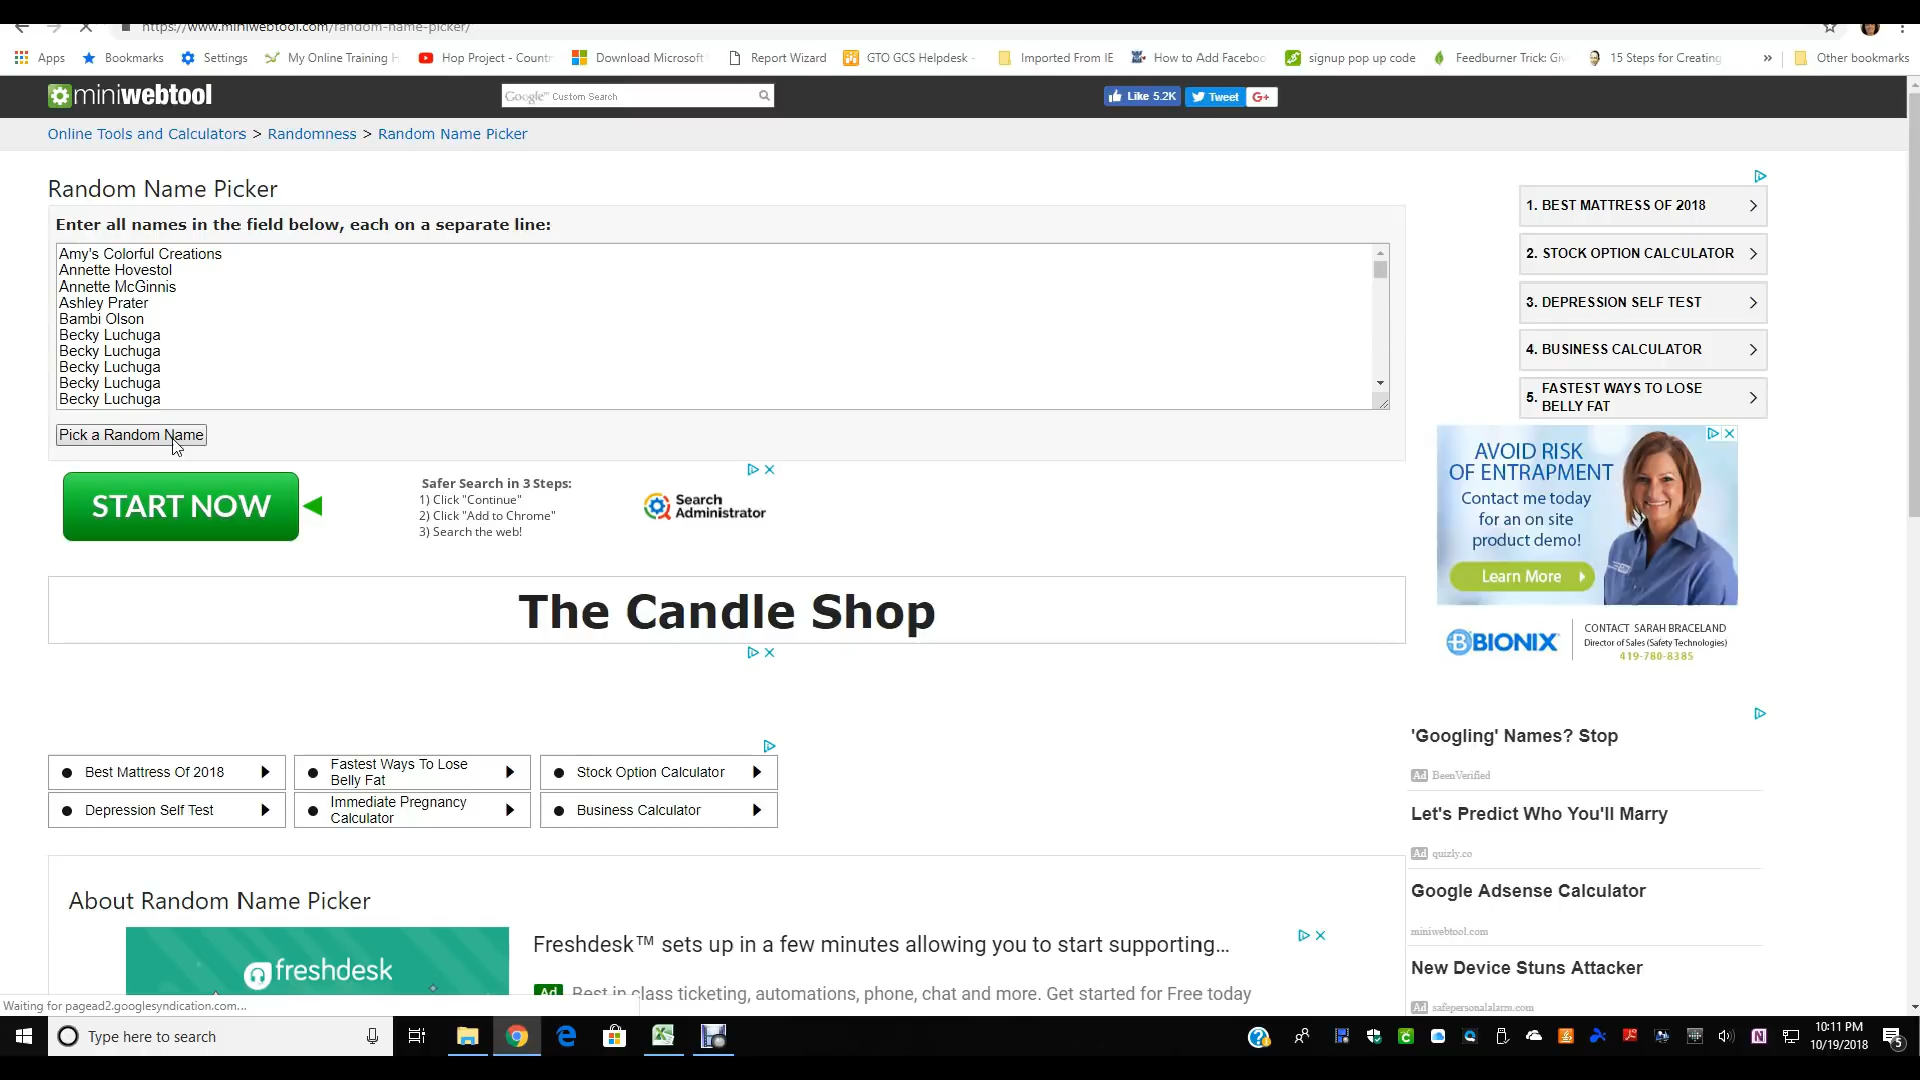 https://www.miniwebtool.com/random-name-picker/
Apps
Bookmarks
Settings
My Online Training H
Hop Project - Count
Download Microsoft
Report Wizard
GTO GCS Helpdesk -
Imported From IE
How to Add Faceboo
signup pop up code
Feedburner Trick: Giv
15 Steps for Creating
»
Other bookmarks
miniwebtool
Google™ Custom Search
Like 5.2K
Tweet
G+
Online Tools and Calculators > Randomness > Random Name Picker
Random Name Picker
Enter all names in the field below, each on a separate line:
Amy's Colorful Creations
Annette Hovestol
Annette McGinnis
Ashley Prater
Bambi Olson
Becky Luchuga
Becky Luchuga
Becky Luchuga
Becky Luchuga
Becky Luchuga
Pick a Random Name
START NOW
Safer Search in 3 Steps:
1) Click "Continue"
2) Click "Add to Chrome"
3) Search the web!
Search
Administrator
The Candle Shop
Best Mattress Of 2018
Fastest Ways To Lose
Belly Fat
Stock Option Calculator
Depression Self Test
Immediate Pregnancy
Calculator
Business Calculator
About Random Name Picker
freshdesk
Freshdesk™ sets up in a few minutes allowing you to start supporting...
Ad Best in class ticketing, automations, phone, chat and more. Get started for Free today
1. BEST MATTRESS OF 2018
2. STOCK OPTION CALCULATOR
3. DEPRESSION SELF TEST
4. BUSINESS CALCULATOR
5. FASTEST WAYS TO LOSE
BELLY FAT
AVOID RISK
OF ENTRAPMENT
Contact me today
for an on site
product demo!
Learn More
BIONIX
CONTACT SARAH BRACELAND
Director of Sales (Safety Technologies)
419-780-8385
'Googling' Names? Stop
Ad BeenVerified
Let's Predict Who You'll Marry
Ad quizly.co
Google Adsense Calculator
miniwebtool.com
New Device Stuns Attacker
Ad safepersonalalarm.com
Waiting for pagead2.googlesyndication.com...
Type here to search
10:11 PM
10/19/2018
5